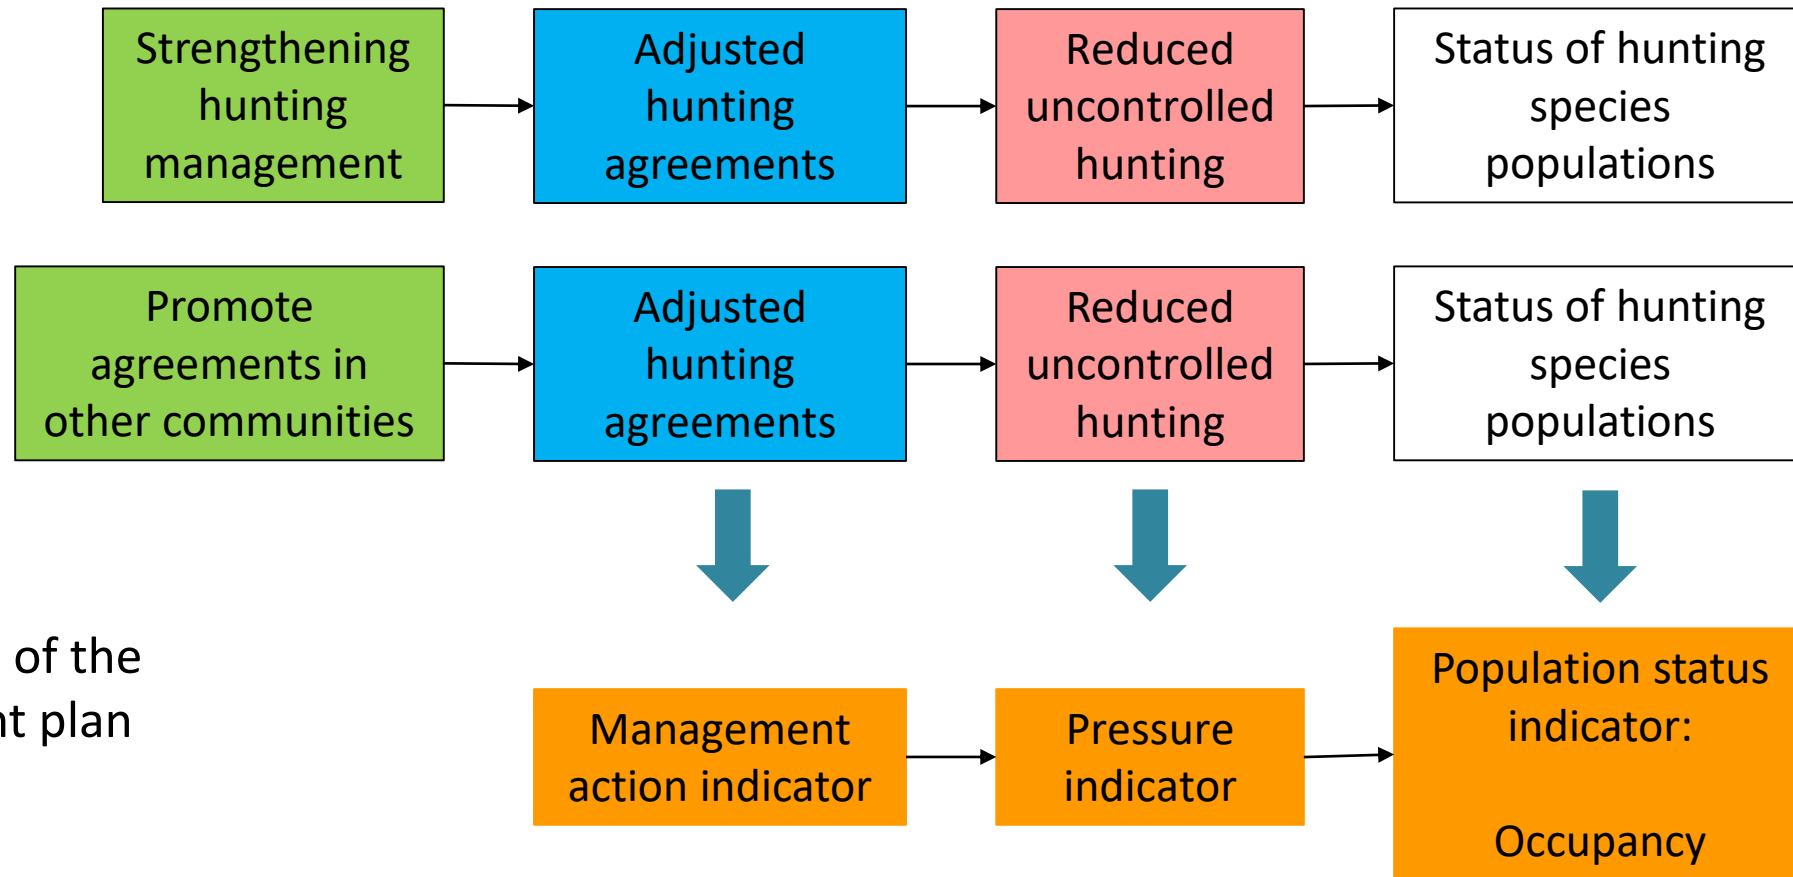 Strengthening
hunting
management
Adjusted
hunting
agreements
Reduced
uncontrolled
hunting
Status of hunting
species
populations
Promote
agreements in
other communities
Adjusted
hunting
agreements
Reduced
uncontrolled
hunting
Status of hunting
species
populations
of the
plan
Management
action indicator
Pressure
indicator
Population status
indicator:
Occupancy